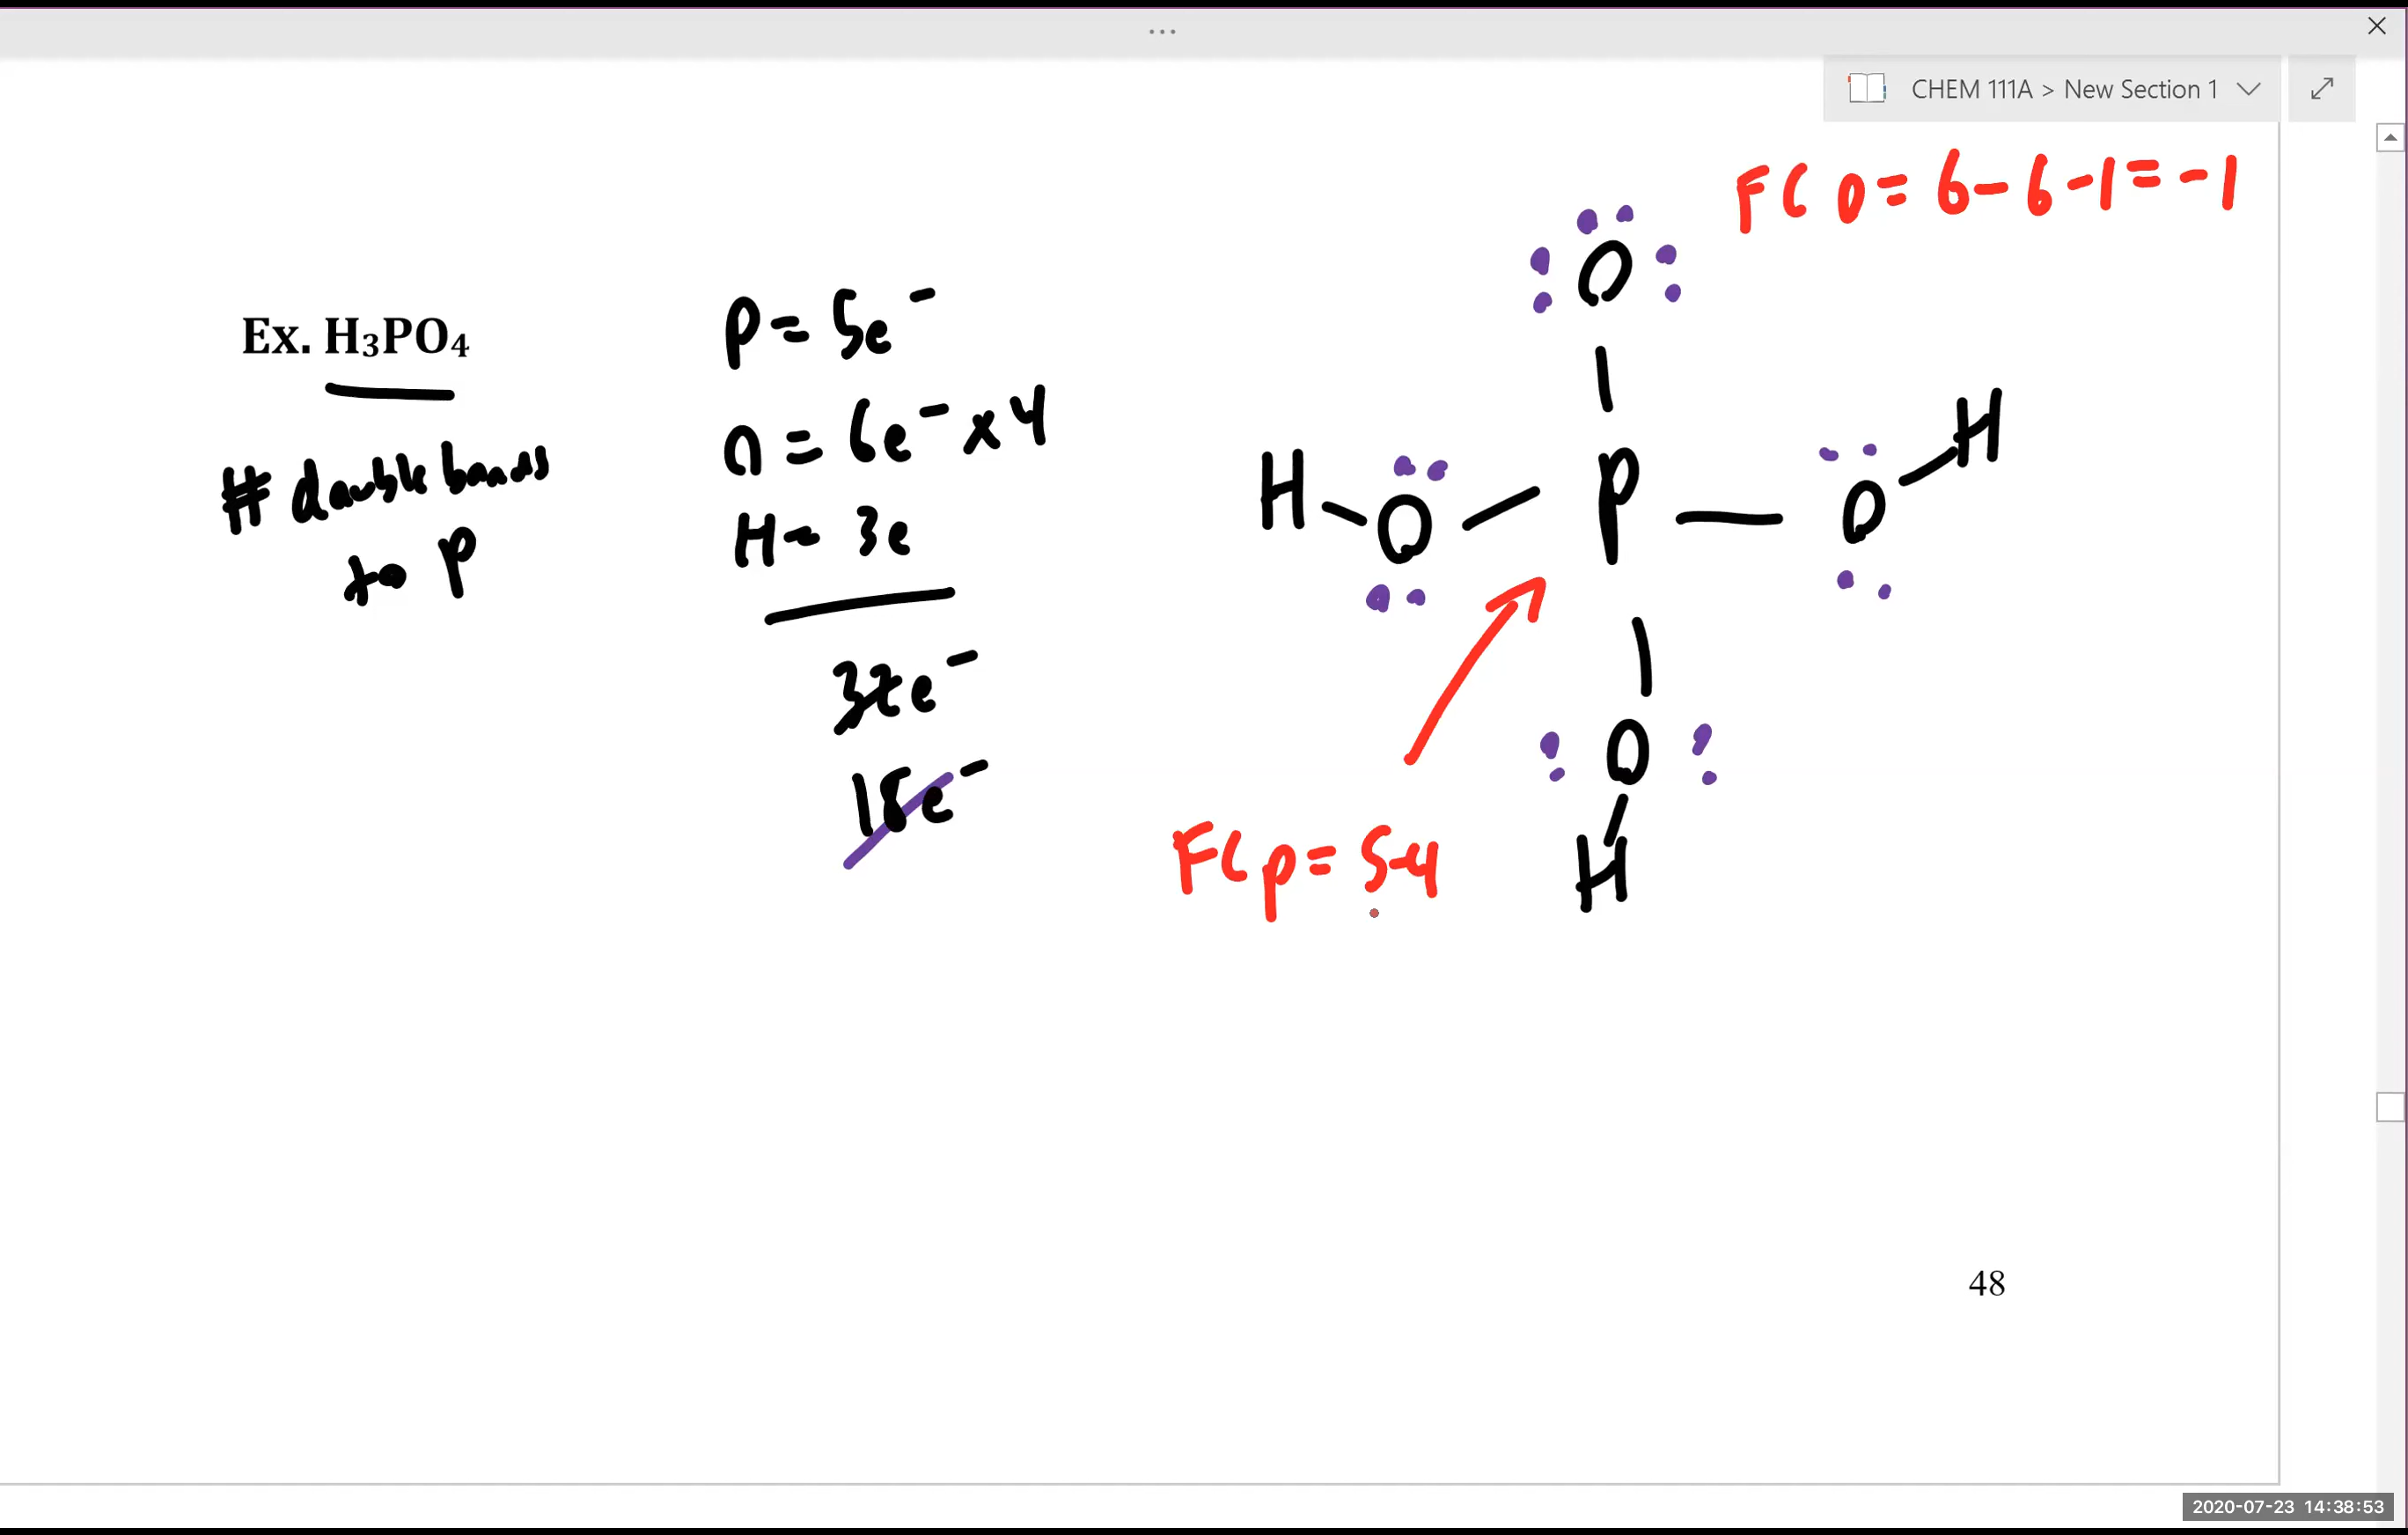 CHEM 111A > New Section 1
FC O = 6 - 6 - 1 = -1
Ex. H₃PO₄
# double bonds
to P
P = 5e⁻
O = 6e⁻ x 4
H = 3e
32e⁻
18e⁻
O
H O P O H
O
H
FC P = 5-4
48
2020-07-23 14:38:53